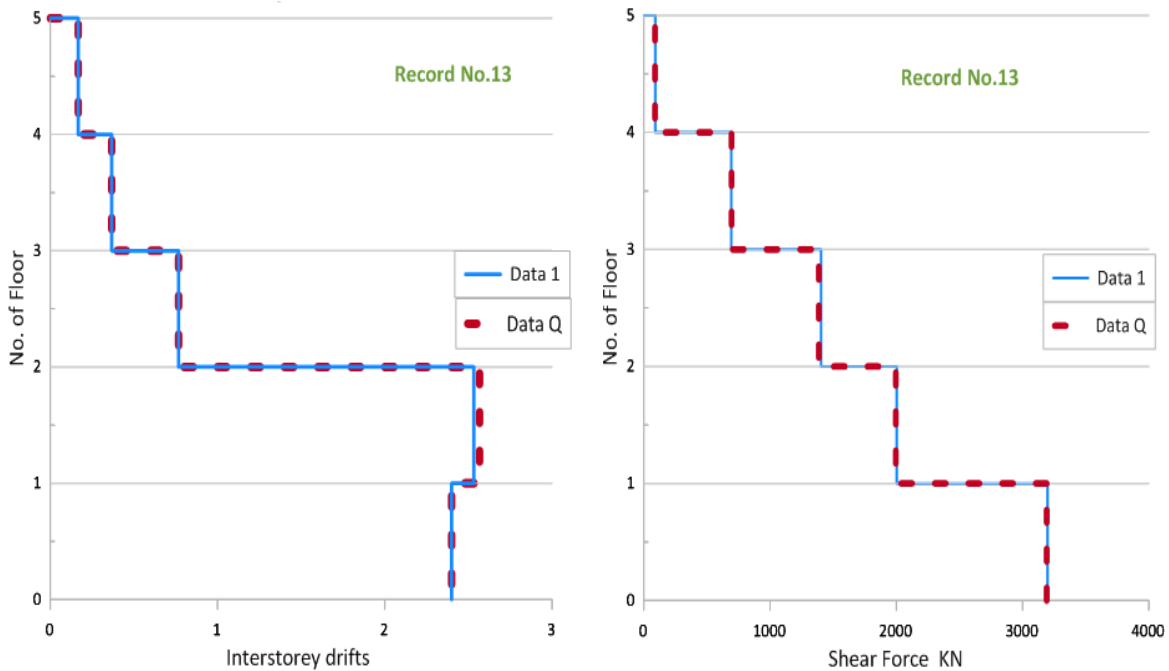 5
4
3
2
1
0
No. of Floor
Record No.13
Data 1
Data Q
0
1
2
3
Interstorey drifts
5
4
3
2
1
0
No. of Floor
Record No.13
Data 1
Data Q
0
1000
2000
3000
4000
Shear Force KN